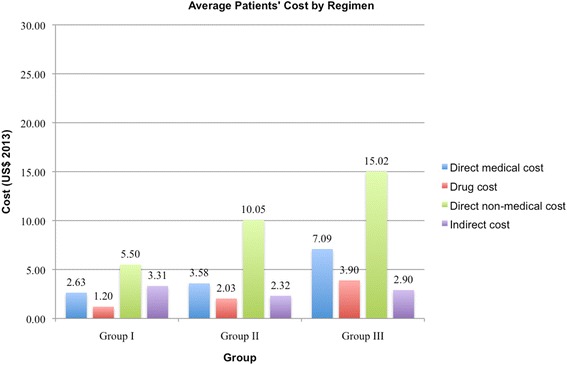 Average Patients' Cost by Regimen
30.00
25.00
20.00
15.00
10.00
5.00
0.00
Cost (US$ 2013)
2.63
1.20
5.50
3.31
3.58
2.03
10.05
2.32
7.09
3.90
15.02
2.90
Group I
Group II
Group III
Group
Direct medical cost
Drug cost
Direct non-medical cost
Indirect cost